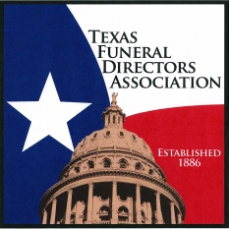 TEXAS
FUNERAL
DIRECTORS
ASSOCIATION
ESTABLISHED
1886